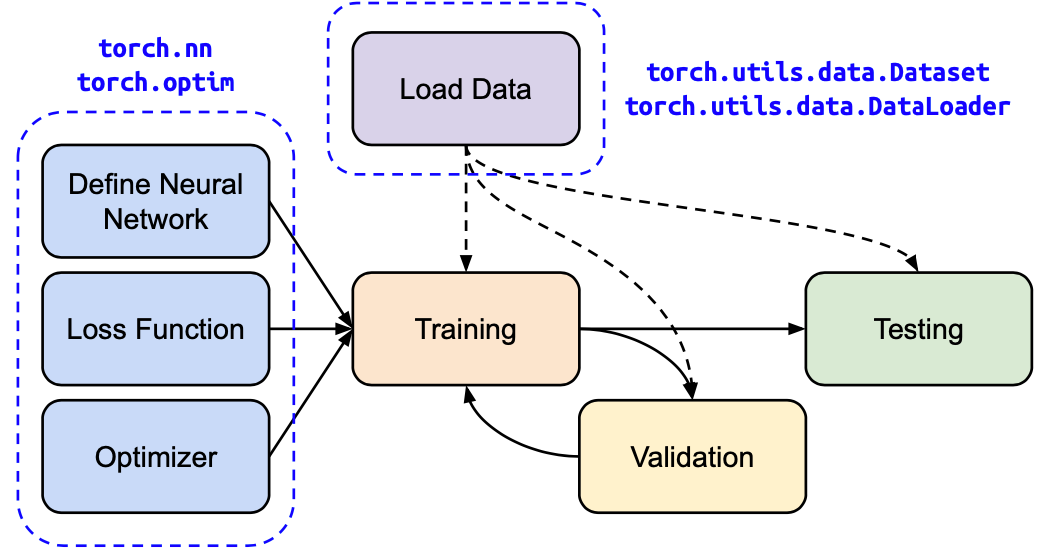 torch.nn
torch.optim
Load Data
torch.utils.data.Dataset
torch.utils.data.DataLoader
Define Neural
Network
Loss Function
Optimizer
Training
Validation
Testing